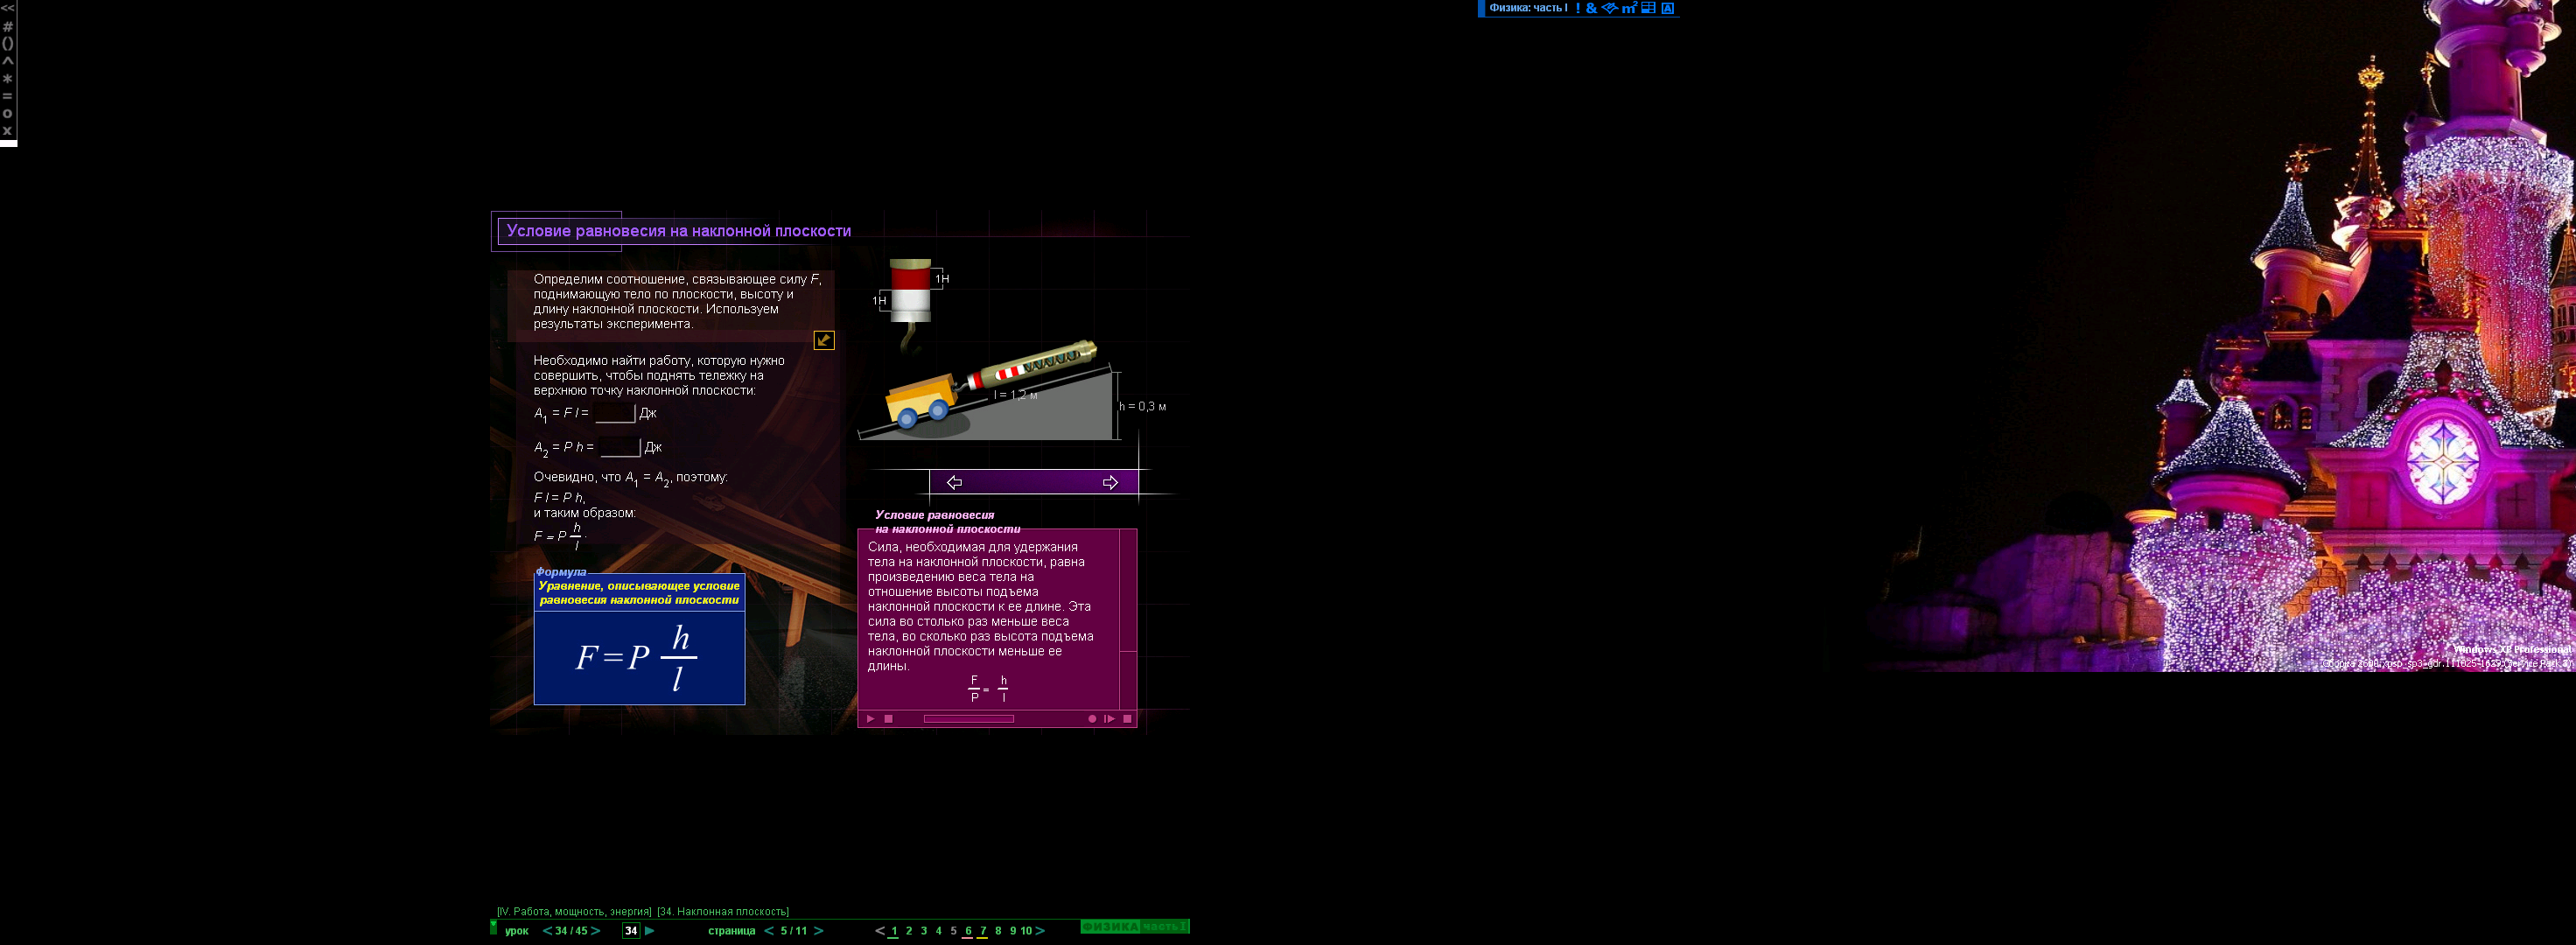 <<
#
()
^
*
=
o
x
Физика: часть I ! & m² A
Условие равновесия на наклонной плоскости
Определим соотношение, связывающее силу F,
поднимающую тело по плоскости, высоту и
длину наклонной плоскости. Используем
результаты эксперимента.
Необходимо найти работу, которую нужно
совершить, чтобы поднять тележку на
верхнюю точку наклонной плоскости:
A₁ = F l = Дж
A₂ = P h = Дж
Очевидно, что A₁ = A₂, поэтому:
F l = P h,
и таким образом:
F = P h/l .
Формула
Уравнение, описывающее условие
равновесия наклонной плоскости
F = P h/l
1Н
1Н
l = 1,2 м
h = 0,3 м
Условие равновесия
на наклонной плоскости
Сила, необходимая для удержания
тела на наклонной плоскости, равна
произведению веса тела на
отношение высоты подъема
наклонной плоскости к ее длине. Эта
сила во столько раз меньше веса
тела, во сколько раз высота подъема
наклонной плоскости меньше ее
длины.
F/P = h/l
[IV. Работа, мощность, энергия] [34. Наклонная плоскость]
урок < 34 / 45 > 34 страница < 5 / 11 > < 1 2 3 4 5 6 7 8 9 10 > ФИЗИКА часть I
Windows XP Professional